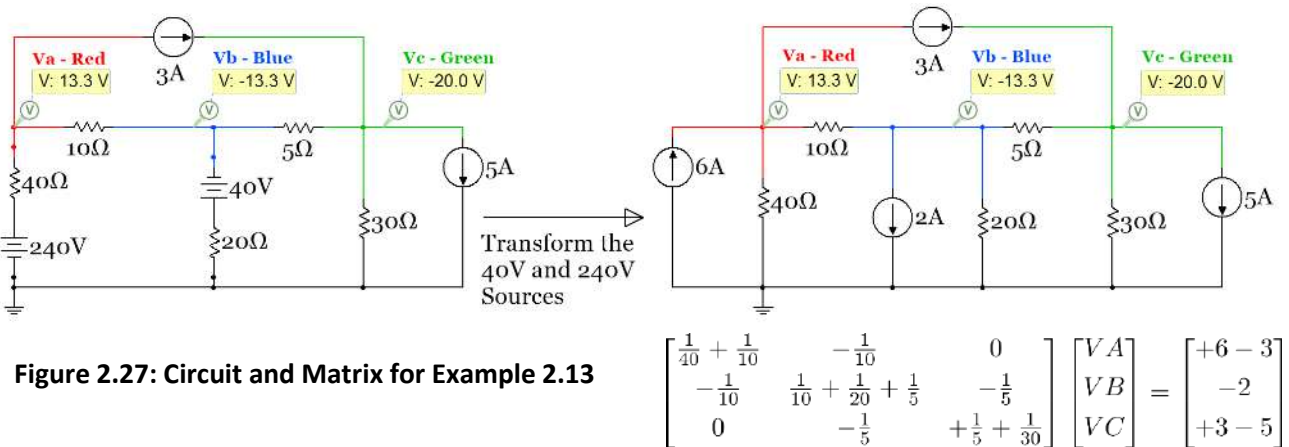 3A
Va - Red
V: 13.3 V
Vb - Blue
V: -13.3 V
Vc - Green
V: -20.0 V
V
V
V
10Ω
5Ω
40Ω
40V
5A
240V
20Ω
30Ω
Transform the
40V and 240V
Sources
3A
Va - Red
V: 13.3 V
Vb - Blue
V: -13.3 V
Vc - Green
V: -20.0 V
V
V
V
10Ω
5Ω
6A
40Ω
2A
20Ω
30Ω
5A
Figure 2.27: Circuit and Matrix for Example 2.13
[1/40 + 1/10 -1/10 0] [VA] = [+6 - 3]
[-1/10 1/10 + 1/20 + 1/5 -1/5] [VB] = [-2]
[0 -1/5 +1/5 + 1/30] [VC] = [+3 - 5]